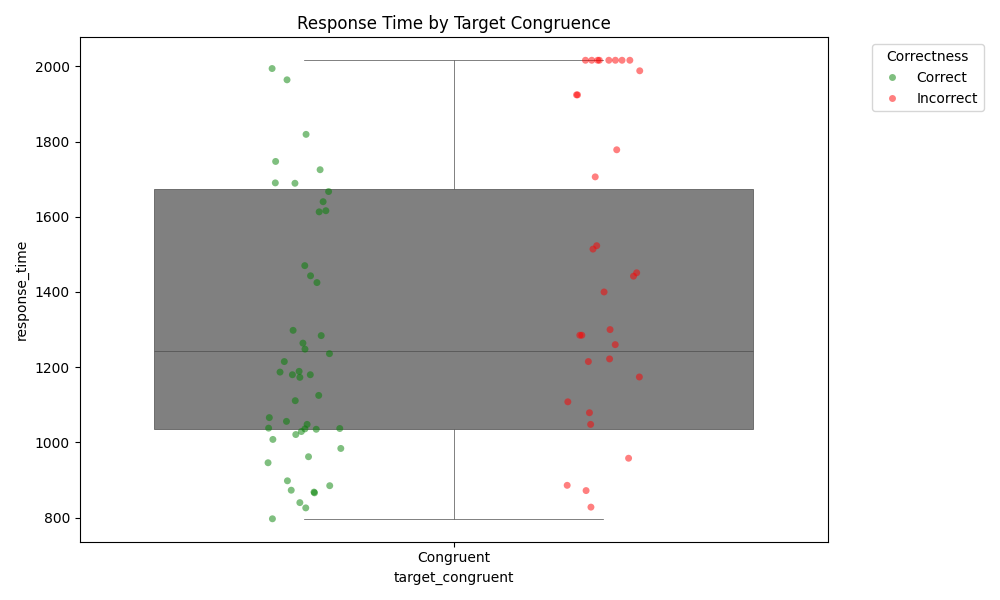 Response Time by Target Congruence
Correctness
Correct
Incorrect
2000
1800
1600
1400
1200
1000
800
response_time
Congruent
target_congruent